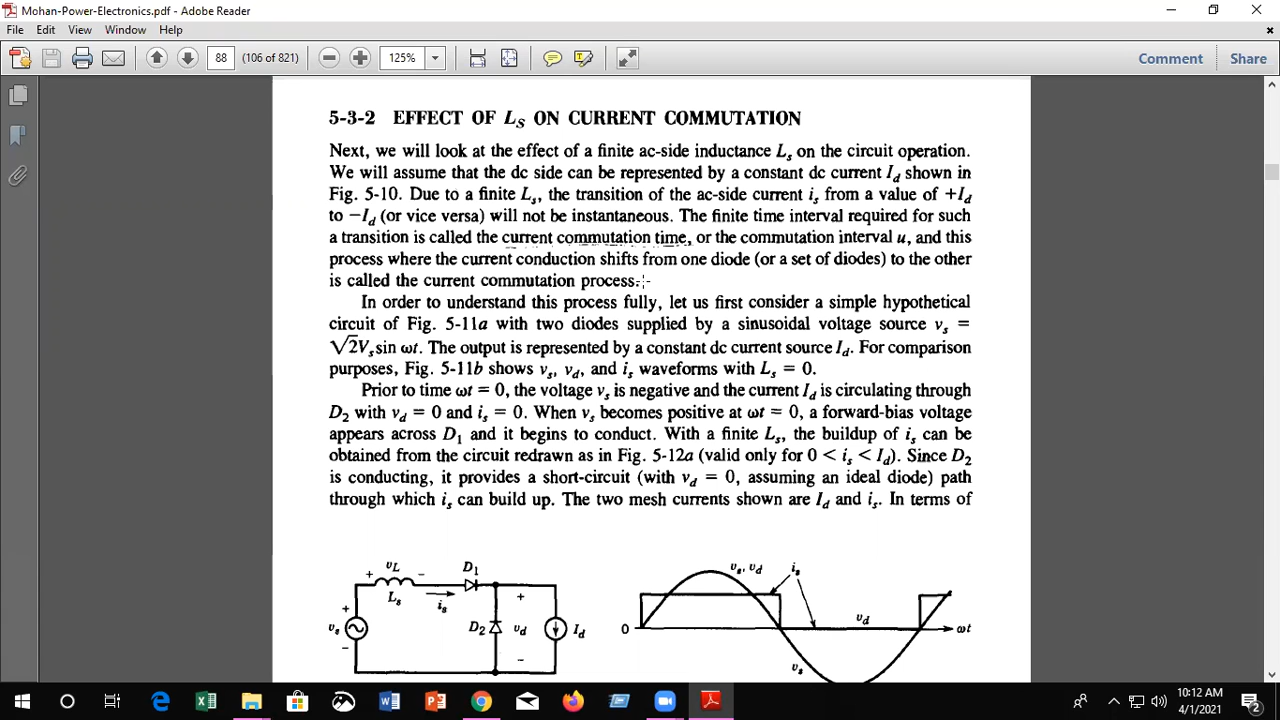 Mohan-Power-Electronics.pdf - Adobe Reader
File Edit View Window Help
88 (106 of 821) 125% Comment Share
5-3-2 EFFECT OF Ls ON CURRENT COMMUTATION
Next, we will look at the effect of a finite ac-side inductance Ls on the circuit operation.
We will assume that the dc side can be represented by a constant dc current Id shown in
Fig. 5-10. Due to a finite Ls, the transition of the ac-side current is from a value of +Id
to −Id (or vice versa) will not be instantaneous. The finite time interval required for such
a transition is called the current commutation time, or the commutation interval u, and this
process where the current conduction shifts from one diode (or a set of diodes) to the other
is called the current commutation process.
In order to understand this process fully, let us first consider a simple hypothetical
circuit of Fig. 5-11a with two diodes supplied by a sinusoidal voltage source vs =
√2Vs sin ωt. The output is represented by a constant dc current source Id. For comparison
purposes, Fig. 5-11b shows vs, vd, and is waveforms with Ls = 0.
Prior to time ωt = 0, the voltage vs is negative and the current Id is circulating through
D2 with vd = 0 and is = 0. When vs becomes positive at ωt = 0, a forward-bias voltage
appears across D1 and it begins to conduct. With a finite Ls, the buildup of is can be
obtained from the circuit redrawn as in Fig. 5-12a (valid only for 0 < is < Id). Since D2
is conducting, it provides a short-circuit (with vd = 0, assuming an ideal diode) path
through which is can build up. The two mesh currents shown are Id and is. In terms of
+ vL − D1
Ls is
+ vs −
D2 + vd − Id
vs, vd is
0 vd ωt
vs
10:12 AM
4/1/2021
2